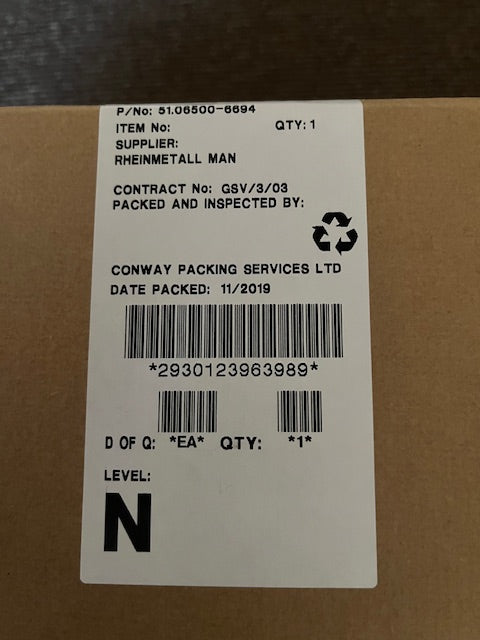 P/No: 51.06500-6694
ITEM No: QTY: 1
SUPPLIER:
RHEINMETALL MAN
CONTRACT No: GSV/3/03
PACKED AND INSPECTED BY:
CONWAY PACKING SERVICES LTD
DATE PACKED: 11/2019
*2930123963989*
D OF Q: *EA* QTY: *1*
LEVEL:
N